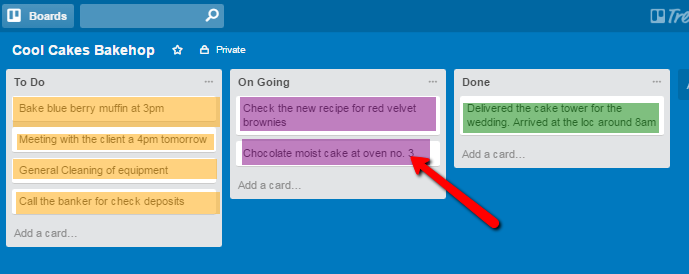 Boards
Tre
Cool Cakes Bakehop
Private
To Do
Bake blue berry muffin at 3pm
Meeting with the client a 4pm tomorrow
General Cleaning of equipment
Call the banker for check deposits
Add a card…
On Going
Check the new recipe for red velvet
brownies
Chocolate moist cake at oven no. 3
Add a card…
Done
Delivered the cake tower for the
wedding. Arrived at the loc around 8am
Add a card…